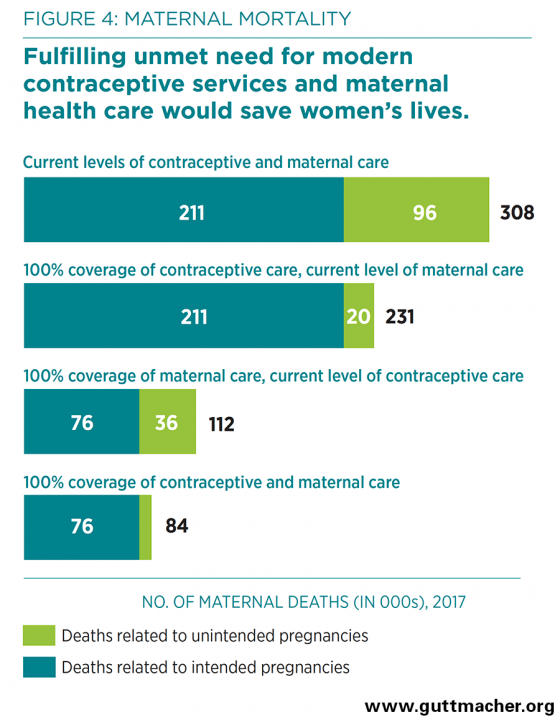 FIGURE 4: MATERNAL MORTALITY
Fulfilling unmet need for modern
contraceptive services and maternal
health care would save women’s lives.
Current levels of contraceptive and maternal care
211 96 308
100% coverage of contraceptive care, current level of maternal care
211 20 231
100% coverage of maternal care, current level of contraceptive care
76 36 112
100% coverage of contraceptive and maternal care
76 84
NO. OF MATERNAL DEATHS (IN 000s), 2017
Deaths related to unintended pregnancies
Deaths related to intended pregnancies
www.guttmacher.org